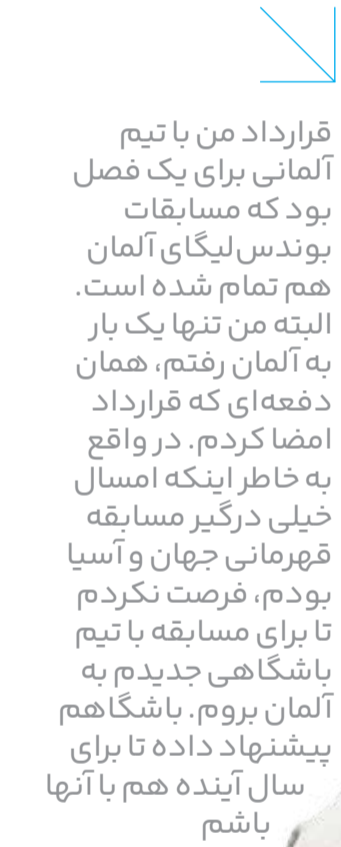 قرارداد من با تیم
آلمانی برای یک فصل
بود که مسابقات
بوندس‌لیگای آلمان
هم تمام شده است.
البته من تنها یک بار
به آلمان رفتم، همان
دفعه‌ای که قرارداد
امضا کردم. در واقع
به خاطر اینکه امسال
خیلی درگیر مسابقه
قهرمانی جهان و آسیا
بودم، فرصت نکردم
تا برای مسابقه با تیم
باشگاهی جدیدم به
آلمان بروم. باشگاهم
پیشنهاد داده تا برای
سال آینده هم با آنها
باشم